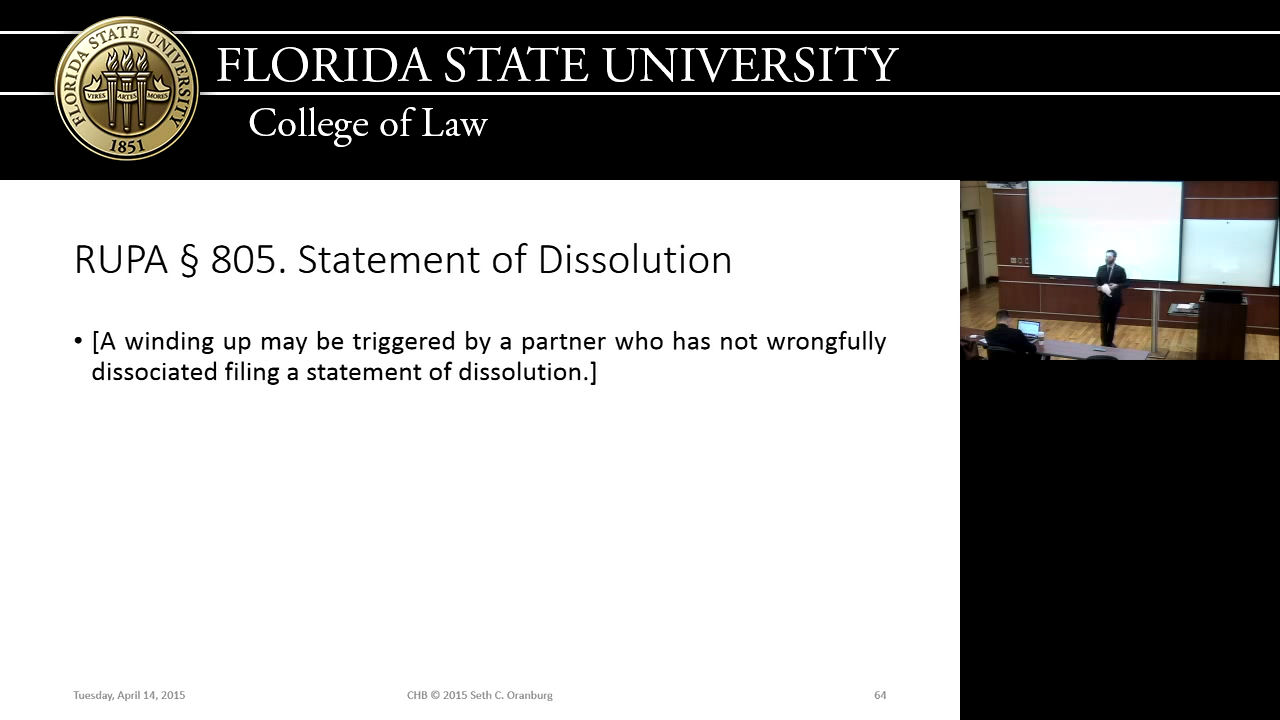 FLORIDA STATE UNIVERSITY
VIRES ARTES MORES
1851
FLORIDA STATE UNIVERSITY
College of Law
RUPA § 805. Statement of Dissolution
• [A winding up may be triggered by a partner who has not wrongfully
dissociated filing a statement of dissolution.]
Tuesday, April 14, 2015
CHB © 2015 Seth C. Oranburg
64